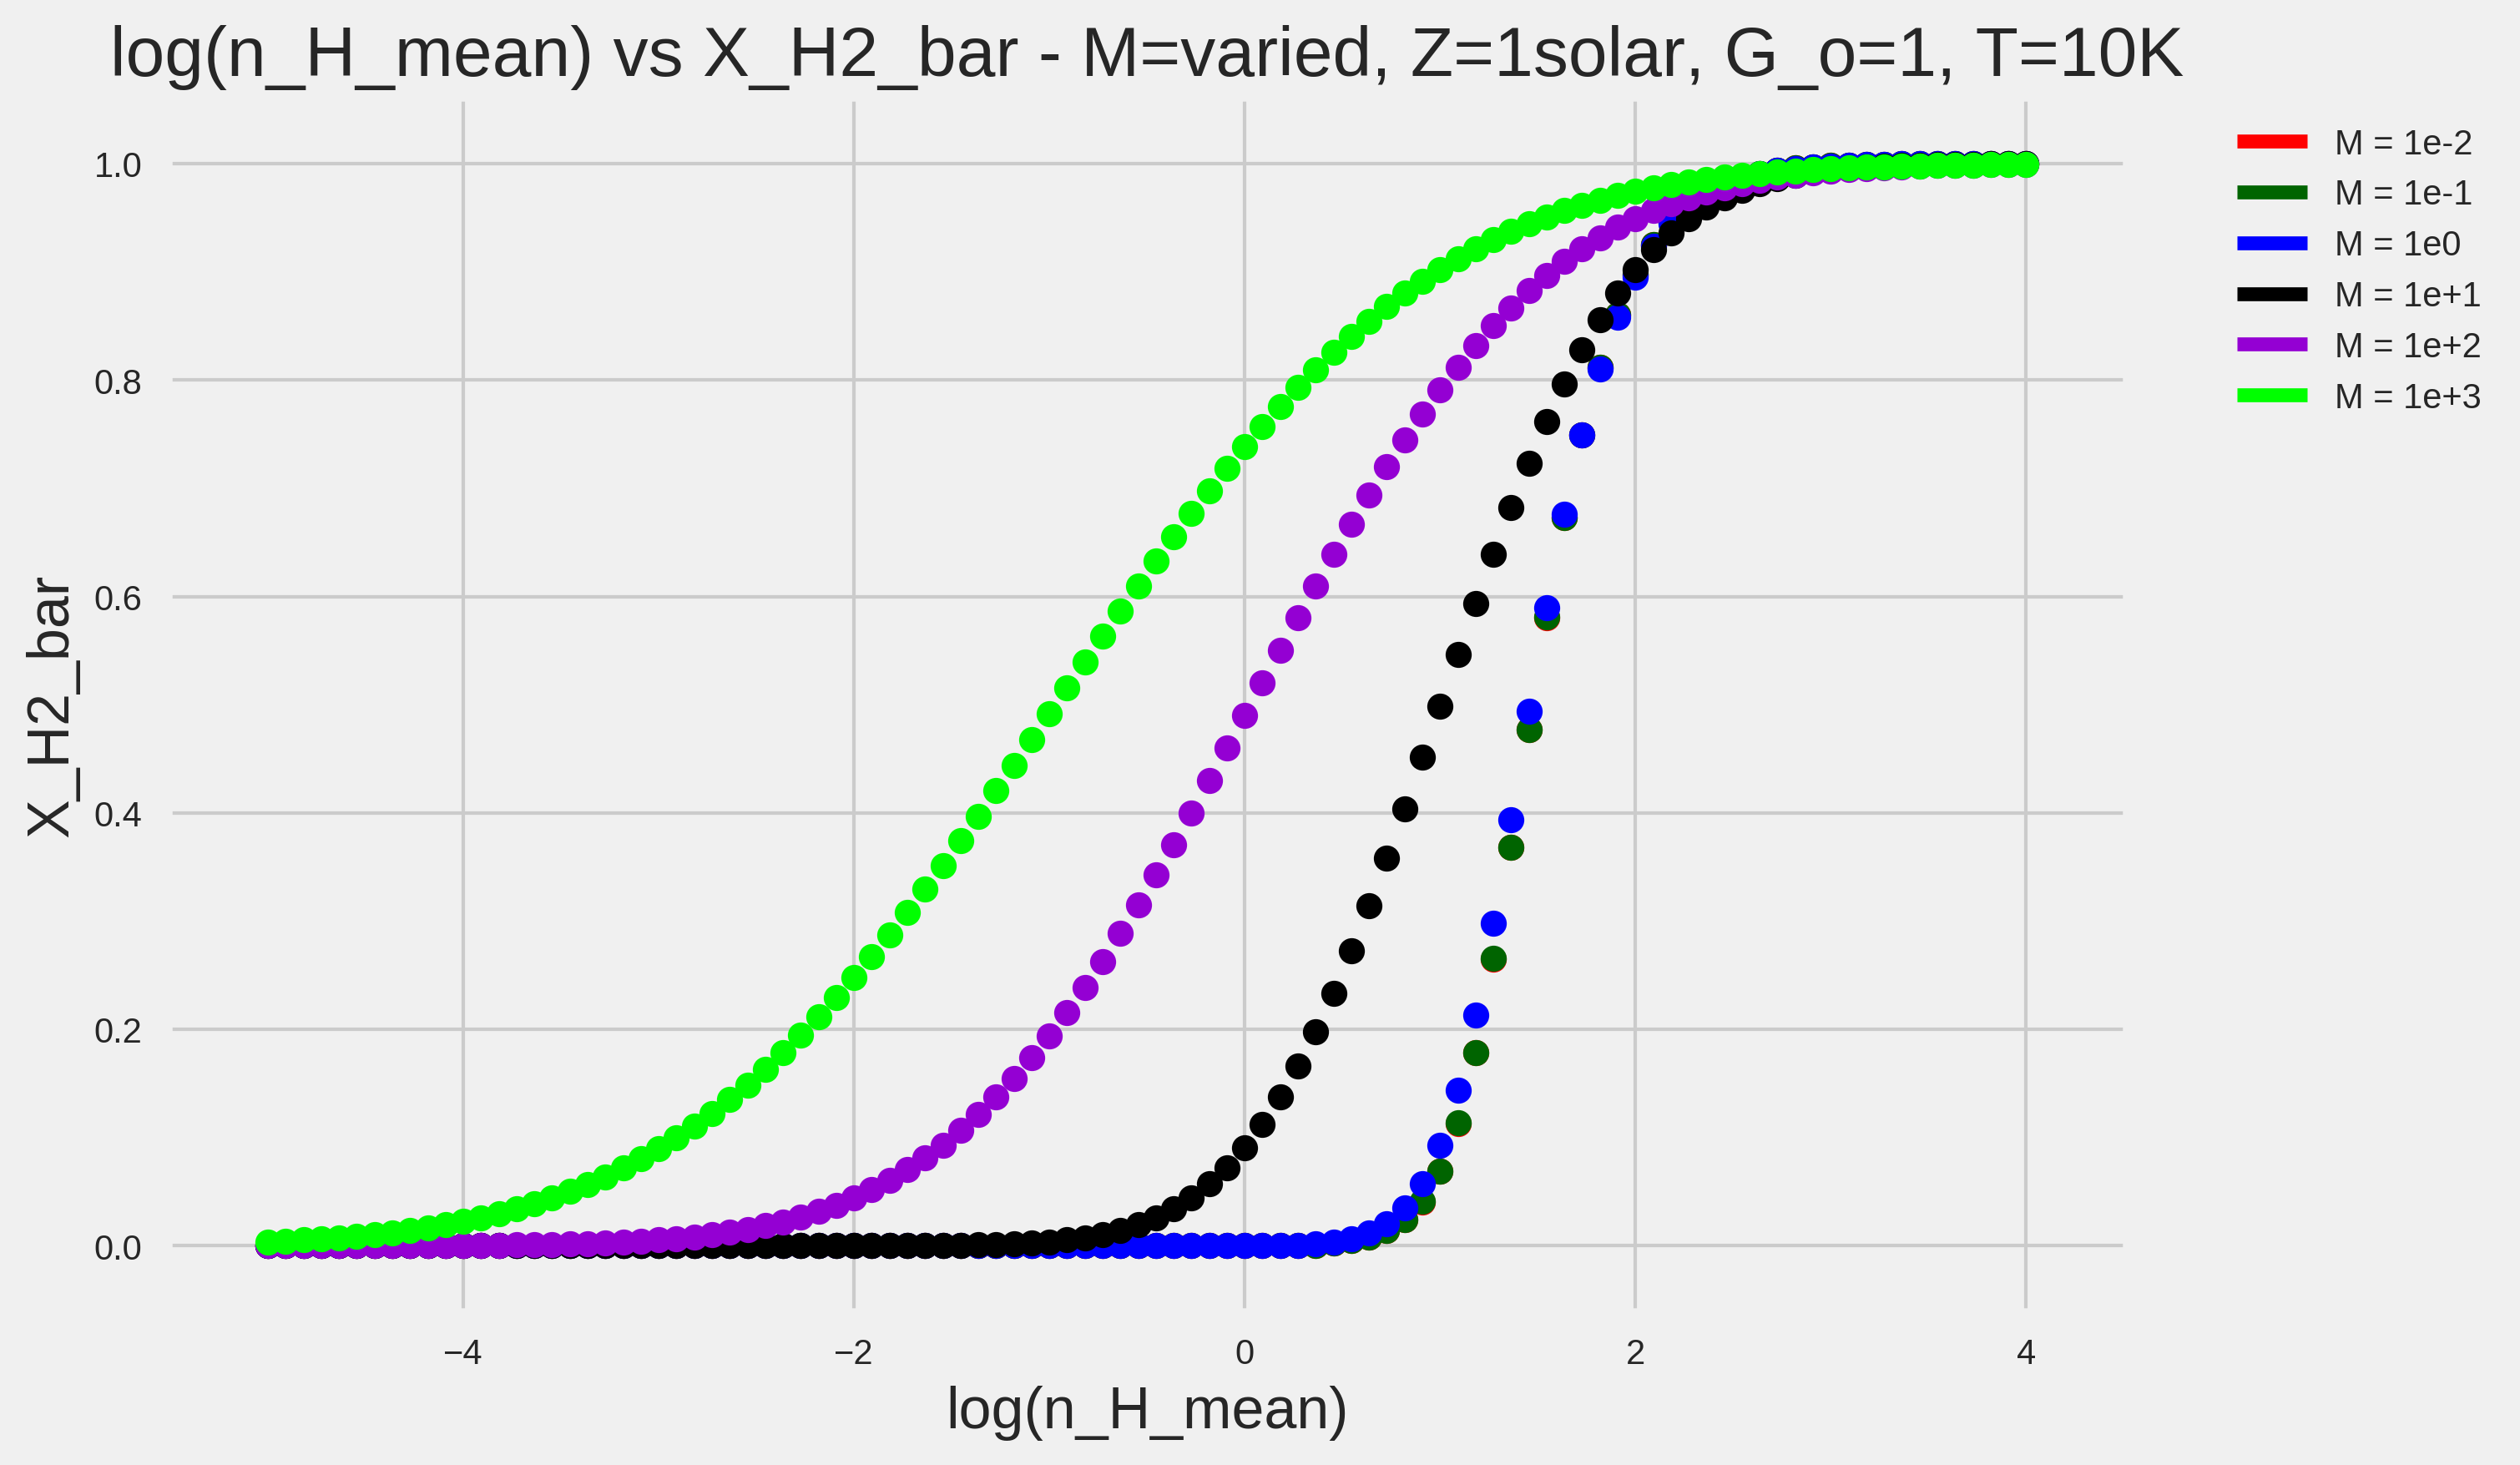 log(n_H_mean) vs X_H2_bar - M=varied, Z=1solar, G_o=1, T=10K
M = 1e-2
M = 1e-1
M = 1e0
M = 1e+1
M = 1e+2
M = 1e+3
X_H2_bar
1.0
0.8
0.6
0.4
0.2
0.0
−4
−2
0
2
4
log(n_H_mean)